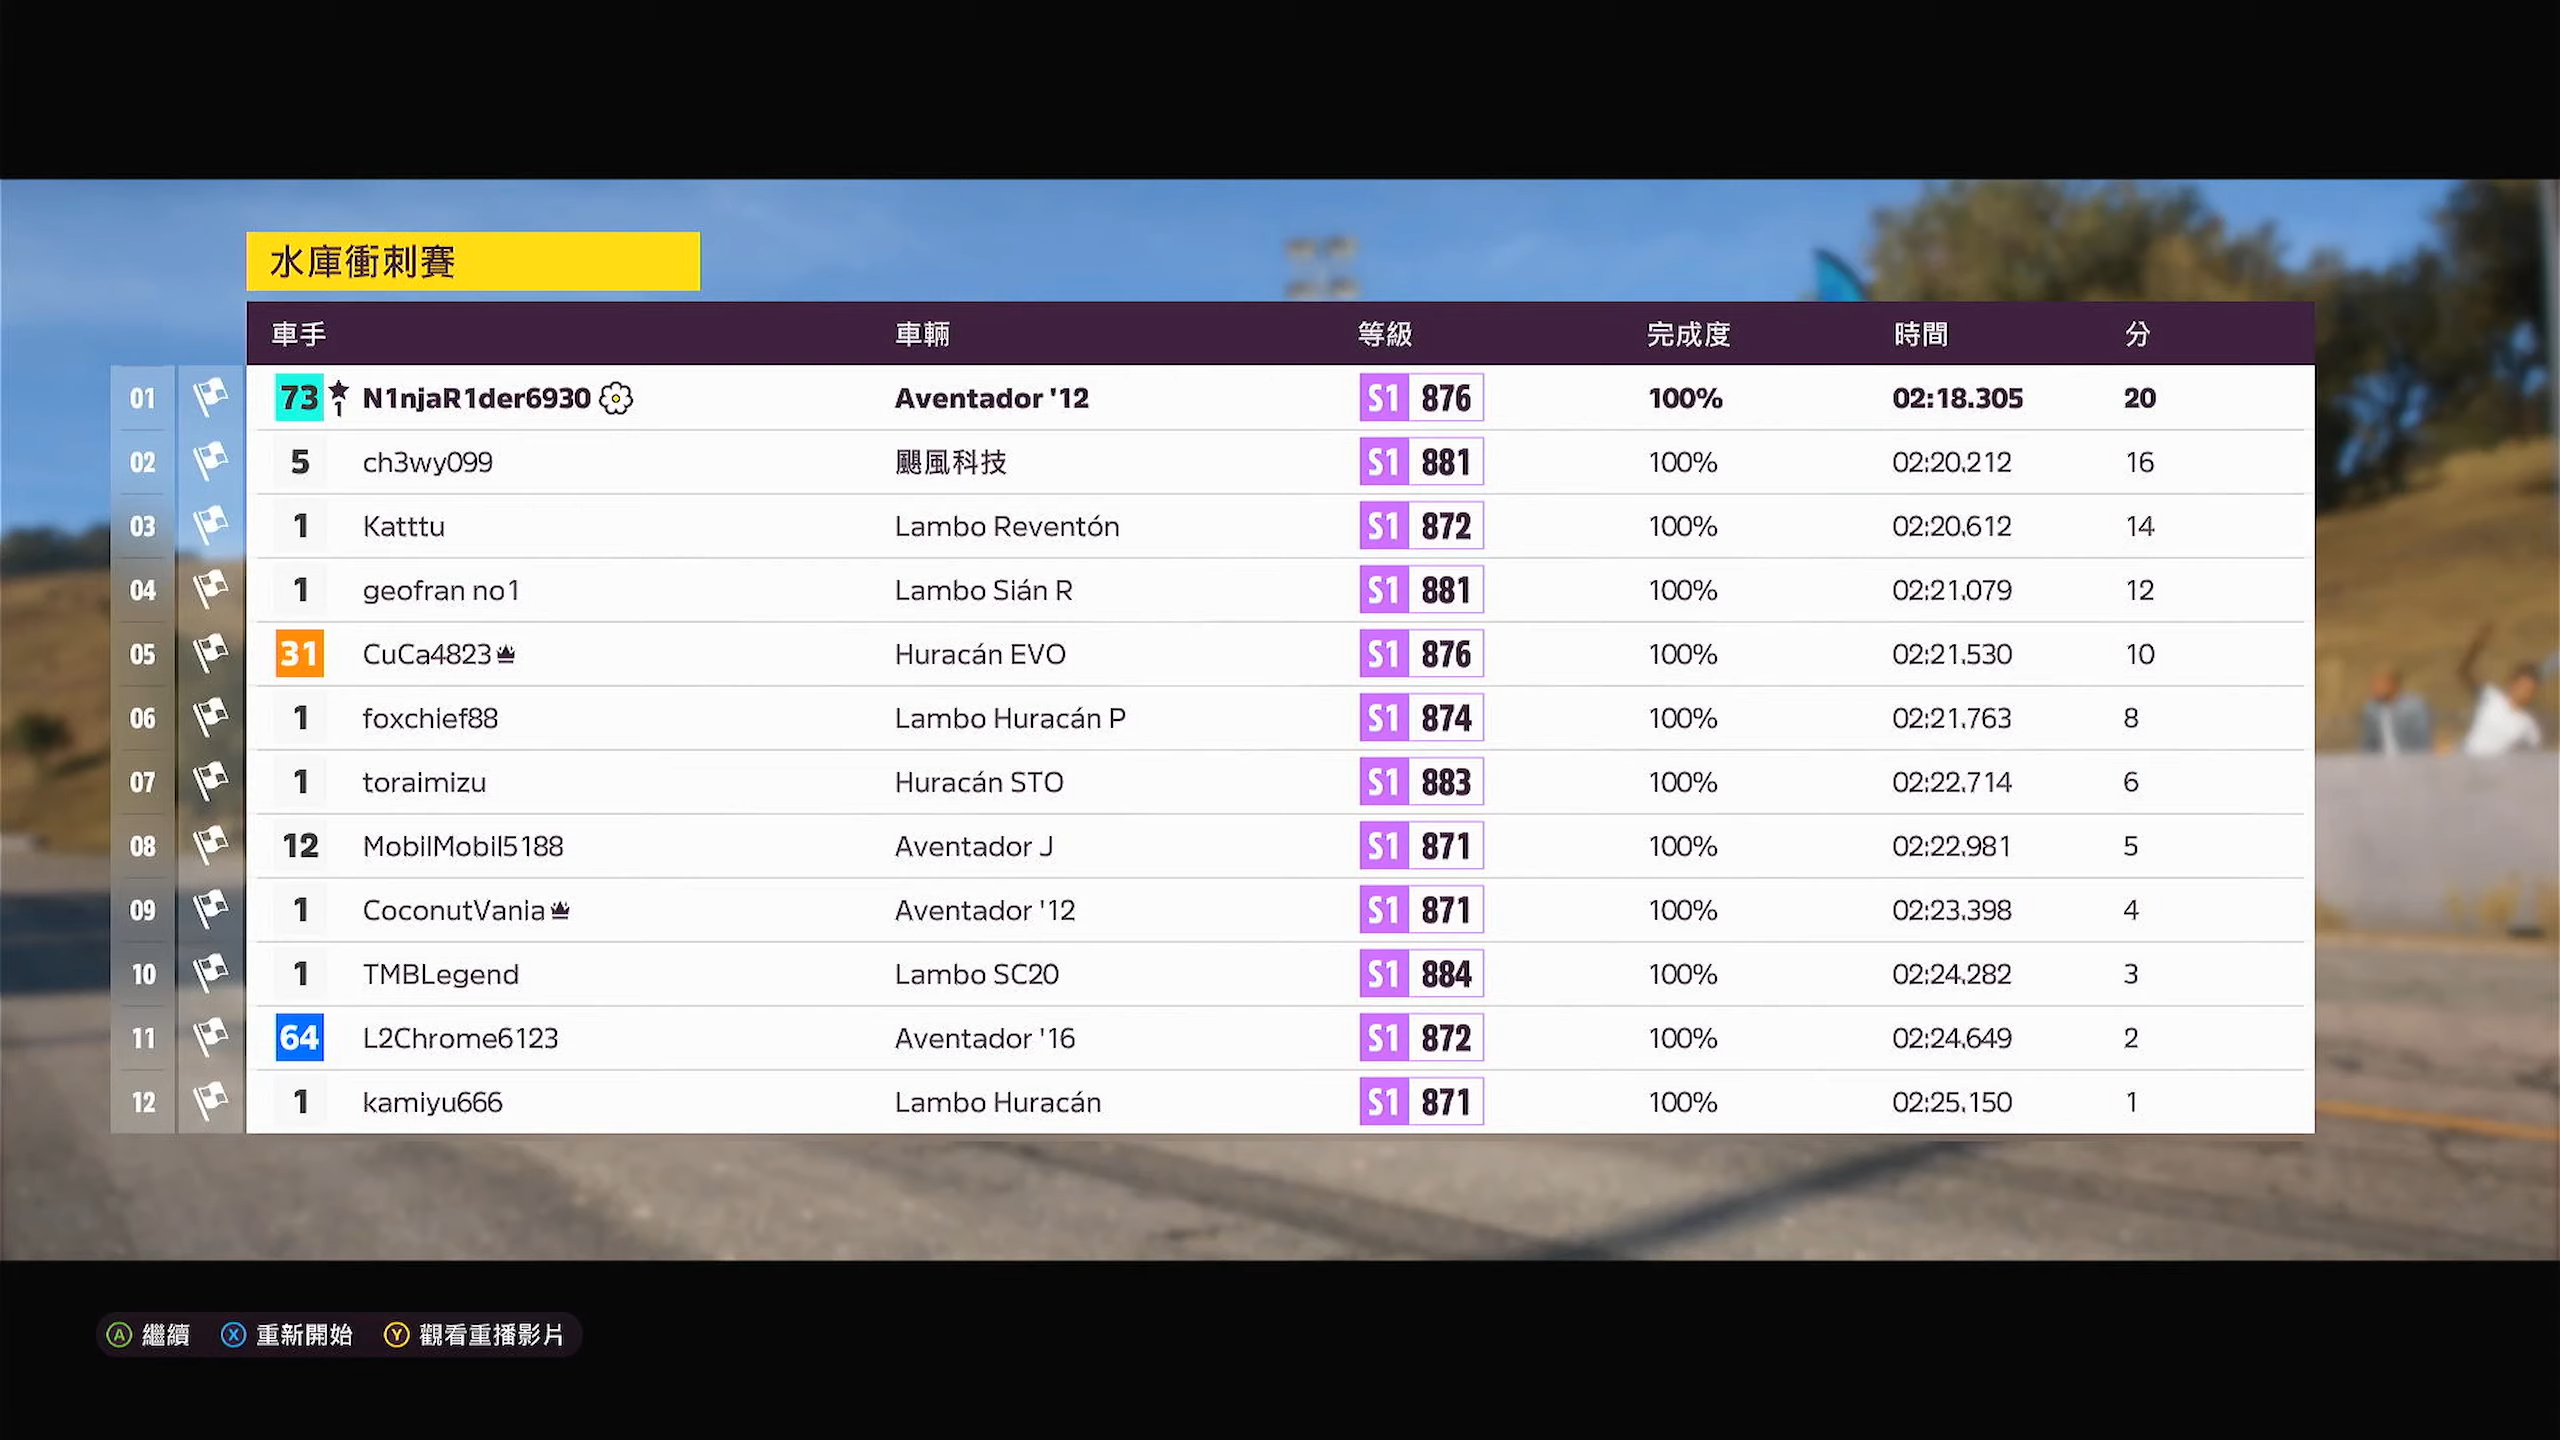 水庫衝刺賽
車手 車輛 等級 完成度 時間 分
01 73 1 N1njaR1der6930 Aventador '12 S1 876 100% 02:18.305 20
02 5 ch3wy099 颶風科技 S1 881 100% 02:20.212 16
03 1 Katttu Lambo Reventón S1 872 100% 02:20.612 14
04 1 geofran no1 Lambo Sián R S1 881 100% 02:21.079 12
05 31 CuCa4823 Huracán EVO S1 876 100% 02:21.530 10
06 1 foxchief88 Lambo Huracán P S1 874 100% 02:21.763 8
07 1 toraimizu Huracán STO S1 883 100% 02:22.714 6
08 12 MobilMobil5188 Aventador J S1 871 100% 02:22.981 5
09 1 CoconutVania Aventador '12 S1 871 100% 02:23.398 4
10 1 TMBLegend Lambo SC20 S1 884 100% 02:24.282 3
11 64 L2Chrome6123 Aventador '16 S1 872 100% 02:24.649 2
12 1 kamiyu666 Lambo Huracán S1 871 100% 02:25.150 1
A 繼續 X 重新開始 Y 觀看重播影片